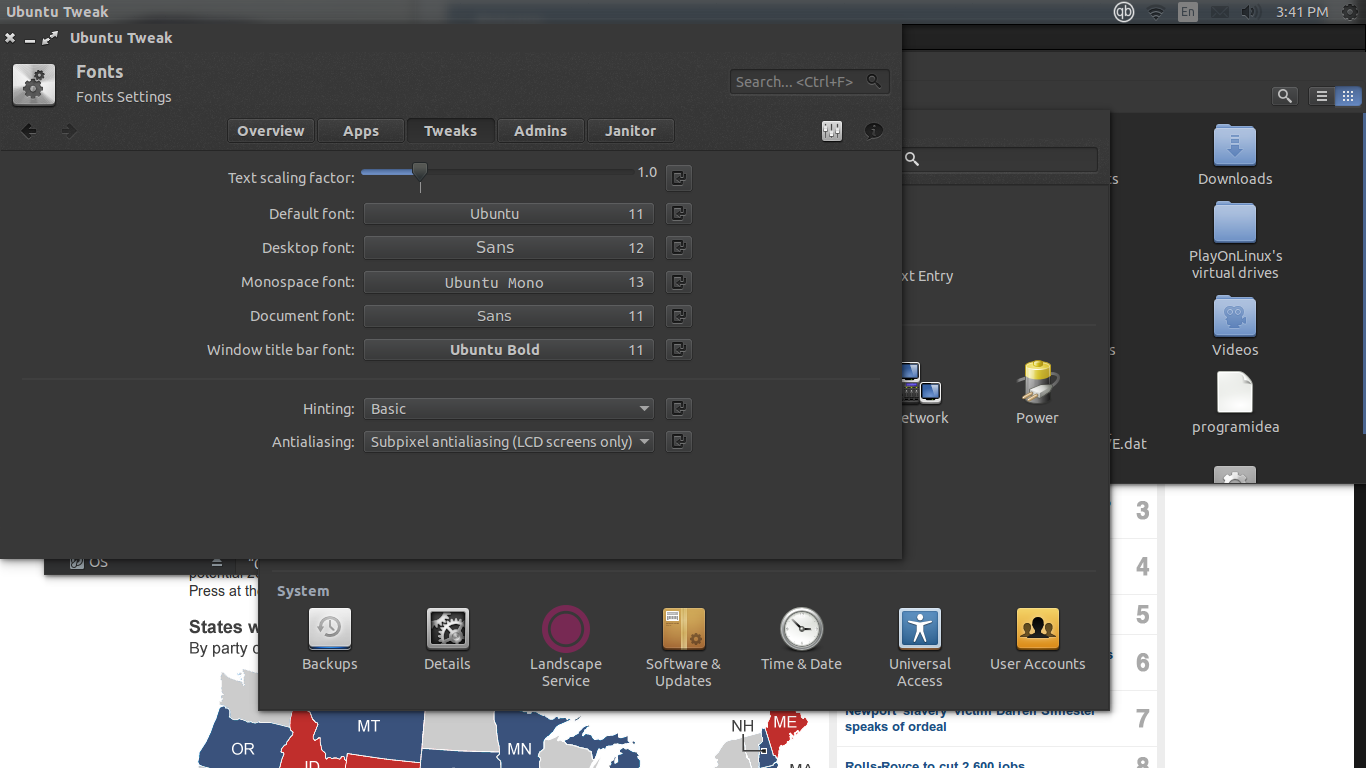 Ubuntu Tweak
qb
En
3:41 PM
Ubuntu Tweak
Fonts
Fonts Settings
Search... <Ctrl+F>
Overview
Apps
Tweaks
Admins
Janitor
Text scaling factor:
1.0
Default font:
Ubuntu 11
Desktop font:
Sans 12
Monospace font:
Ubuntu Mono 13
Document font:
Sans 11
Window title bar font:
Ubuntu Bold 11
Hinting:
Basic
Antialiasing:
Subpixel antialiasing (LCD screens only)
xt Entry
etwork
Power
Downloads
PlayOnLinux's
virtual drives
Videos
programidea
E.dat
OS
System
Backups
Details
Landscape
Service
Software &
Updates
Time & Date
Universal
Access
User Accounts
Press at the
States w
By party
OR
ID
MT
MN
NH
ME
MA
3
4
5
6
Newport 'slavery' victim Darren Simester
speaks of ordeal
7
Rolls-Royce to cut 2,600 jobs
8